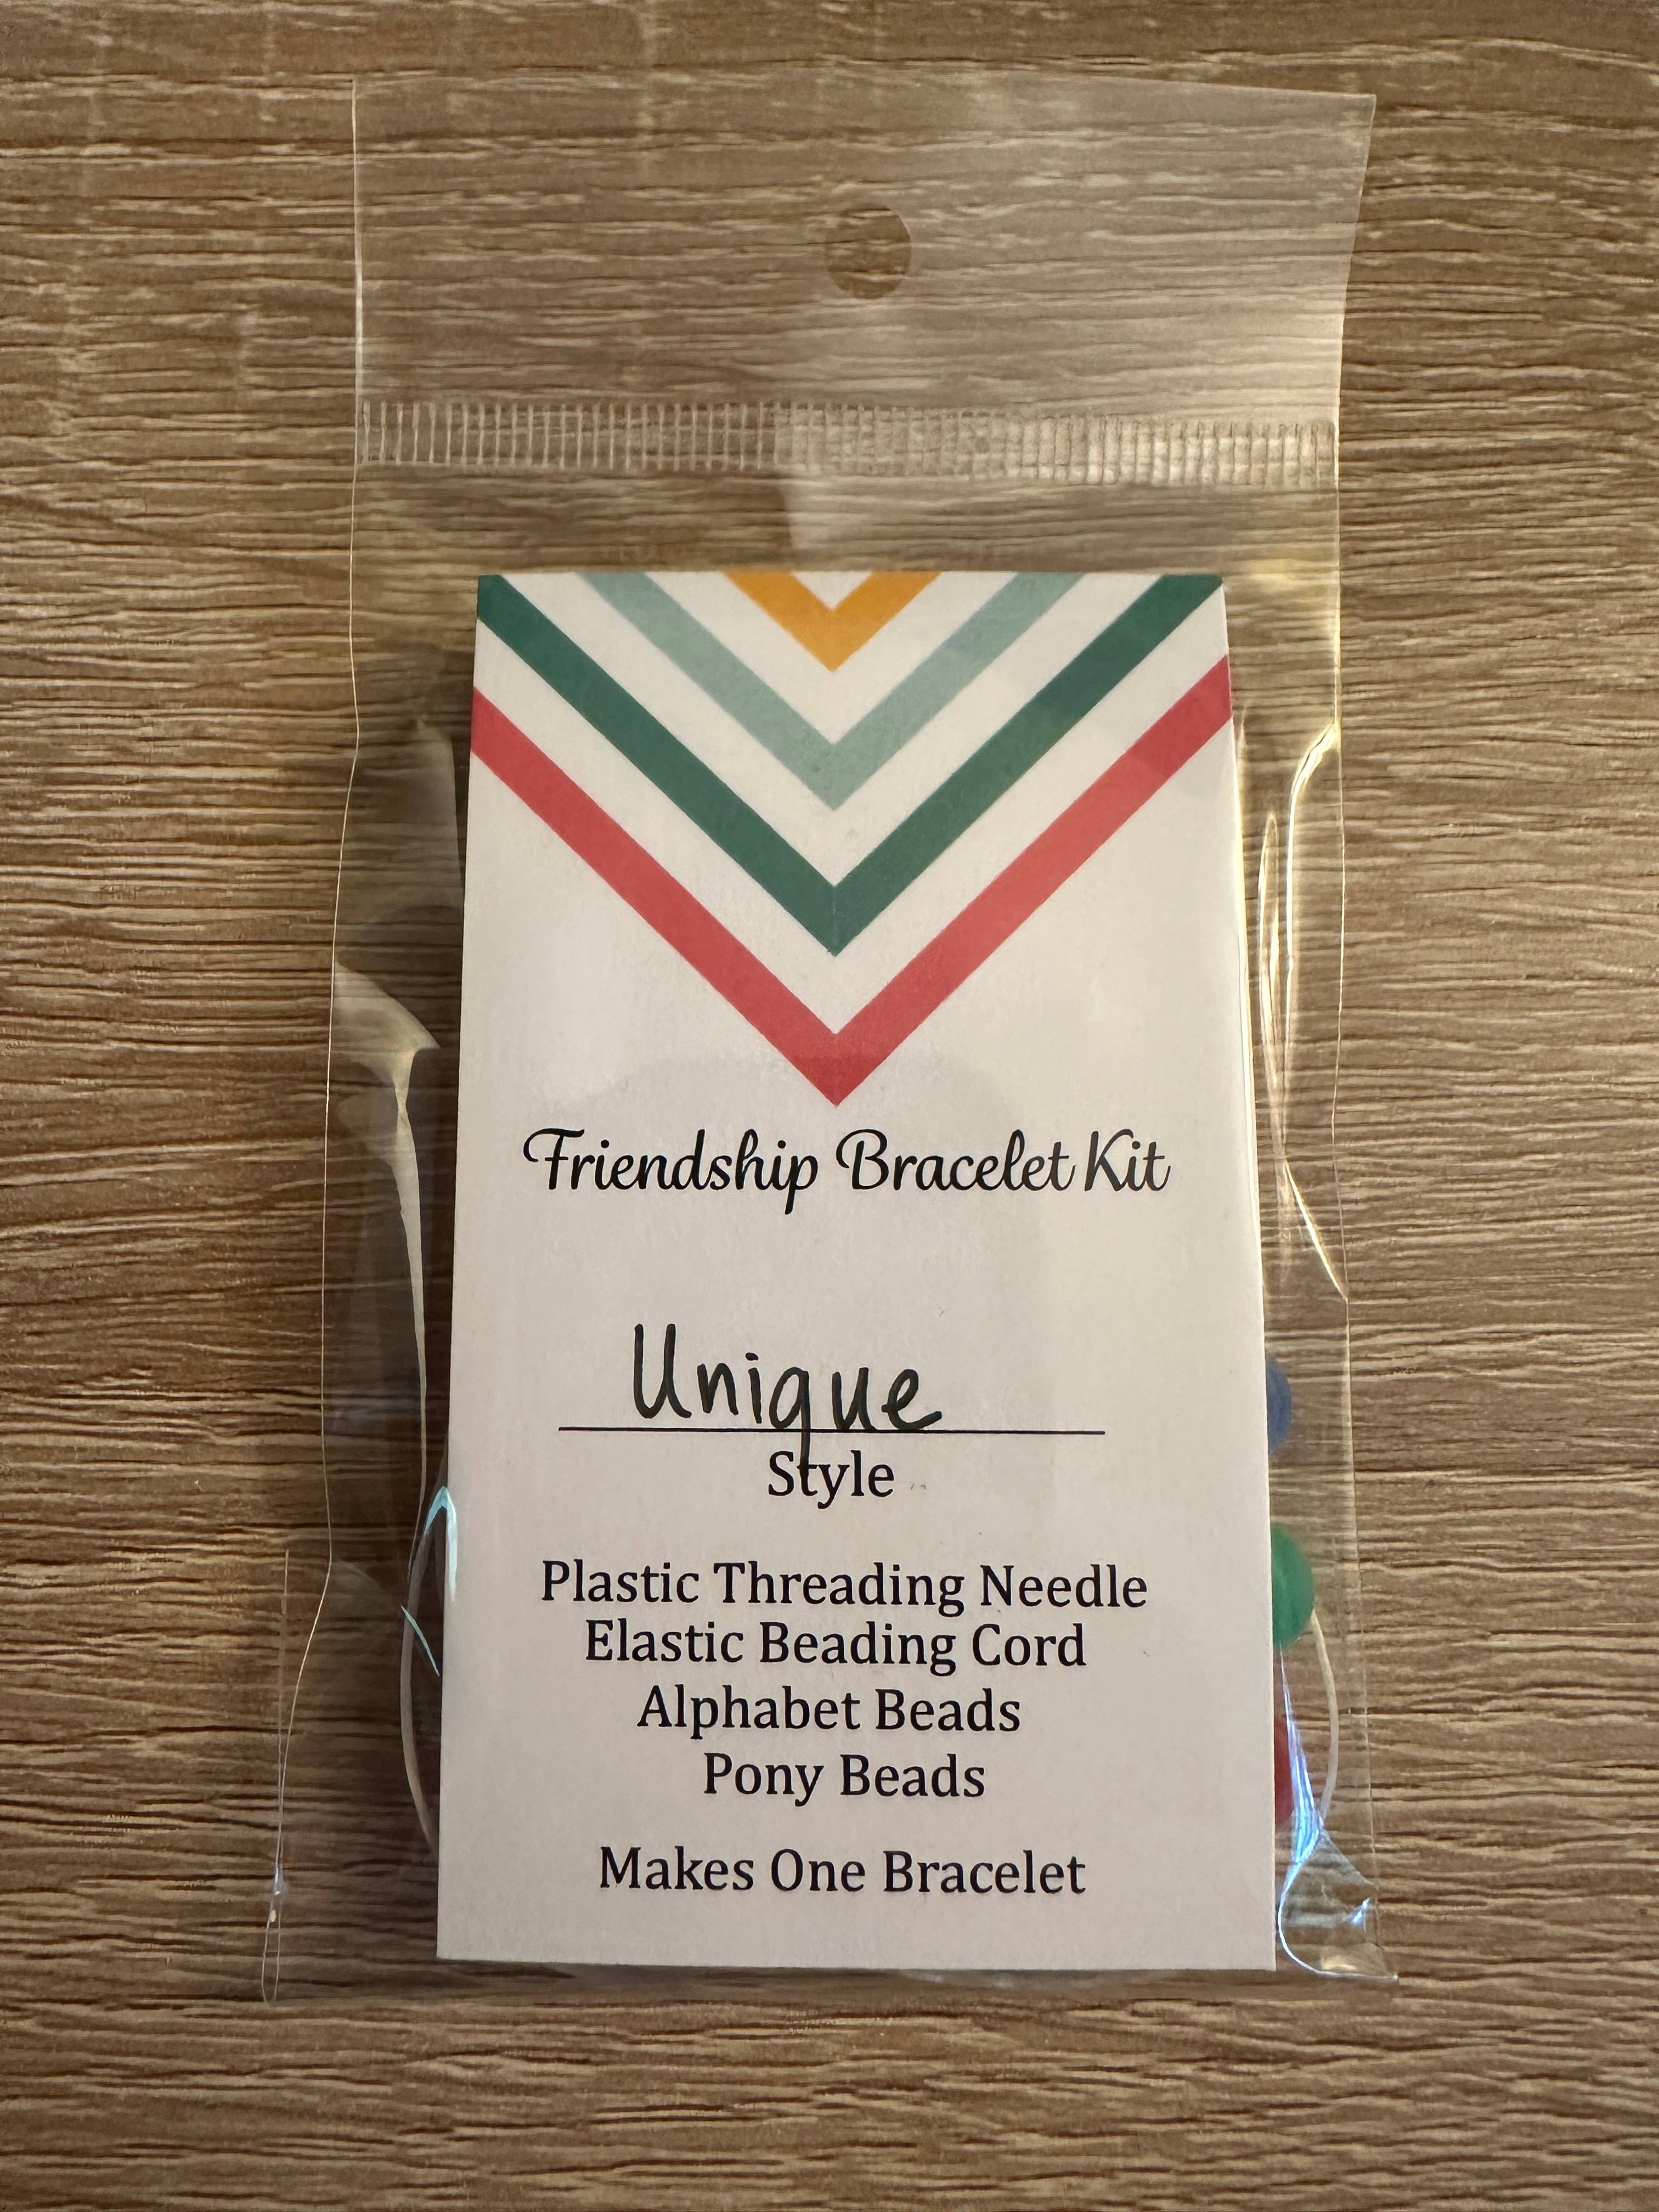 Friendship Bracelet Kit
Unique
Style
Plastic Threading Needle
Elastic Beading Cord
Alphabet Beads
Pony Beads
Makes One Bracelet